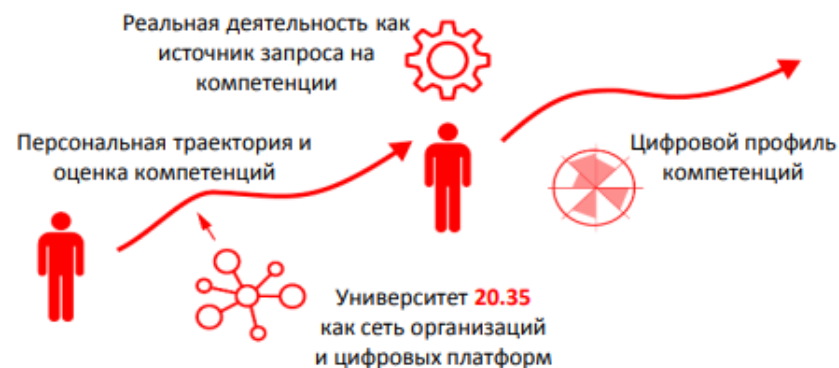 Реальная деятельность как
источник запроса на
компетенции
Персональная траектория и
оценка компетенций
Цифровой профиль
компетенций
Университет 20.35
как сеть организаций
и цифровых платформ